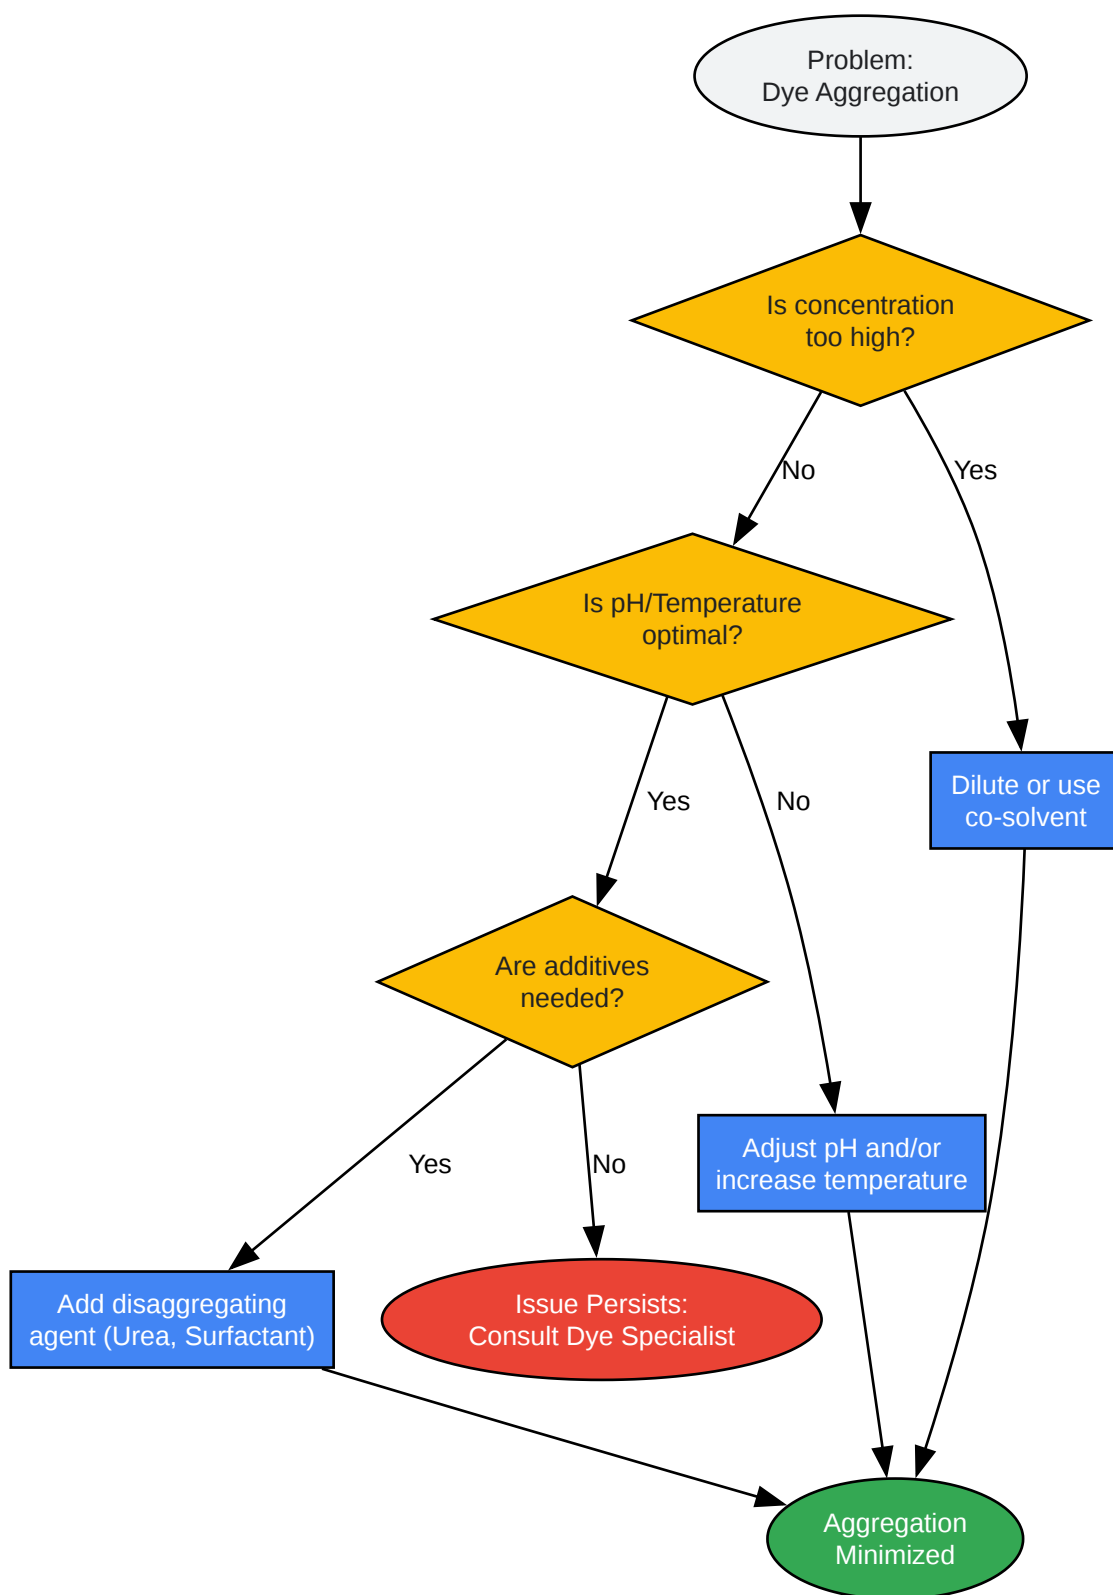 Problem:
Dye Aggregation
Is concentration
too high?
No
Yes
Is pH/Temperature
optimal?
Yes
No
Dilute or use
co-solvent
Are additives
needed?
Yes
No
Adjust pH and/or
increase temperature
Add disaggregating
agent (Urea, Surfactant)
Issue Persists:
Consult Dye Specialist
Aggregation
Minimized